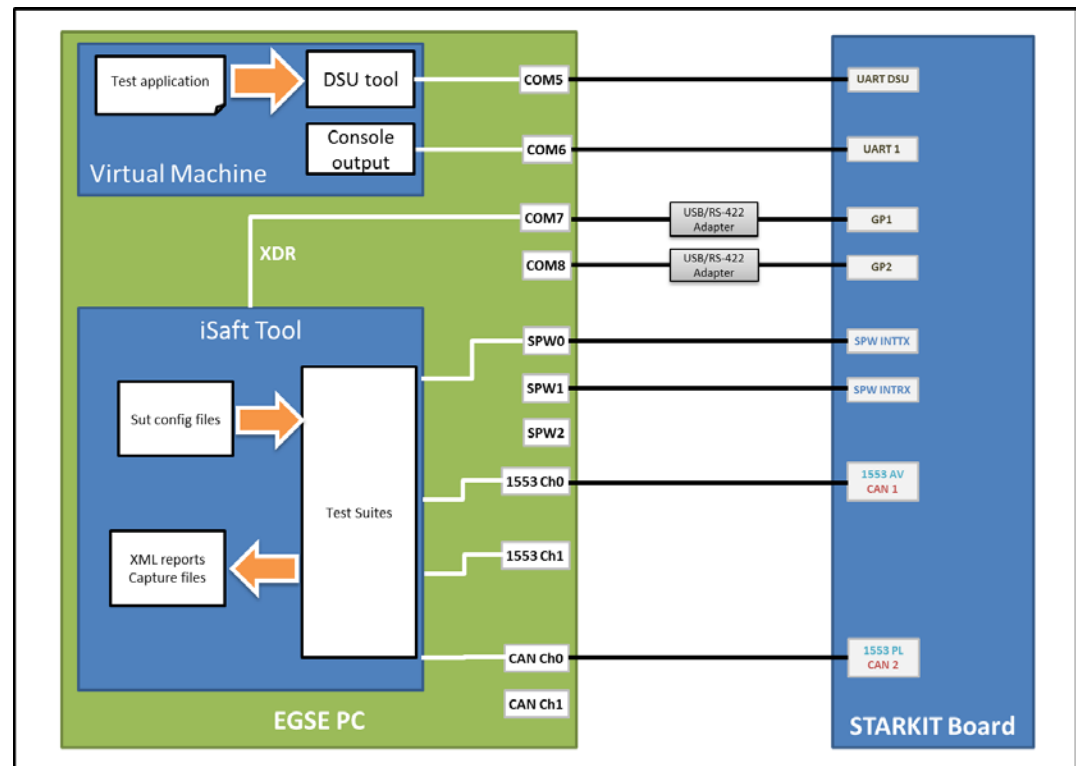 Test application
DSU tool
Console
output
Virtual Machine
COM5
UART DSU
COM6
UART 1
COM7
USB/RS-422
Adapter
GP1
XDR
COM8
USB/RS-422
Adapter
GP2
iSaft Tool
SPW0
SPW INTTX
SPW1
SPW INTRX
Sut config files
SPW2
1553 Ch0
1553 AV
CAN 1
Test Suites
XML reports
Capture files
1553 Ch1
CAN Ch0
1553 PL
CAN 2
CAN Ch1
EGSE PC
STARKIT Board